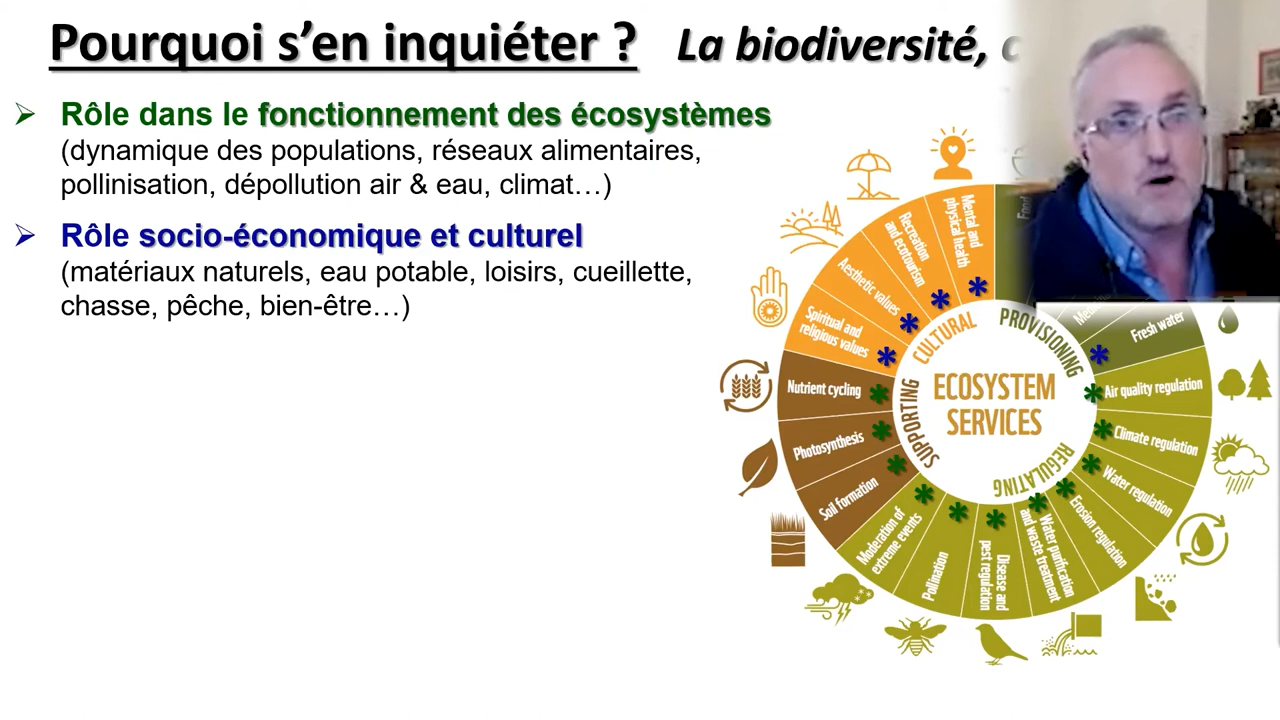 Pourquoi s'en inquiéter ? La biodiversité,
➢ Rôle dans le fonctionnement des écosystèmes
(dynamique des populations, réseaux alimentaires,
pollinisation, dépollution air & eau, climat…)
➢ Rôle socio-économique et culturel
(matériaux naturels, eau potable, loisirs, cueillette,
chasse, pêche, bien-être…)
ECOSYSTEM
SERVICES
CULTURAL
PROVISIONING
REGULATING
SUPPORTING
Mental and
physical health
Recreation
and ecotourism
Aesthetic values
Spiritual and
religious values
Nutrient cycling
Photosynthesis
Soil formation
Moderation of
extreme events
Pollination
Disease and
pest regulation
Water purification
and waste treatment
Erosion regulation
Water regulation
Climate regulation
Air quality regulation
Fresh water